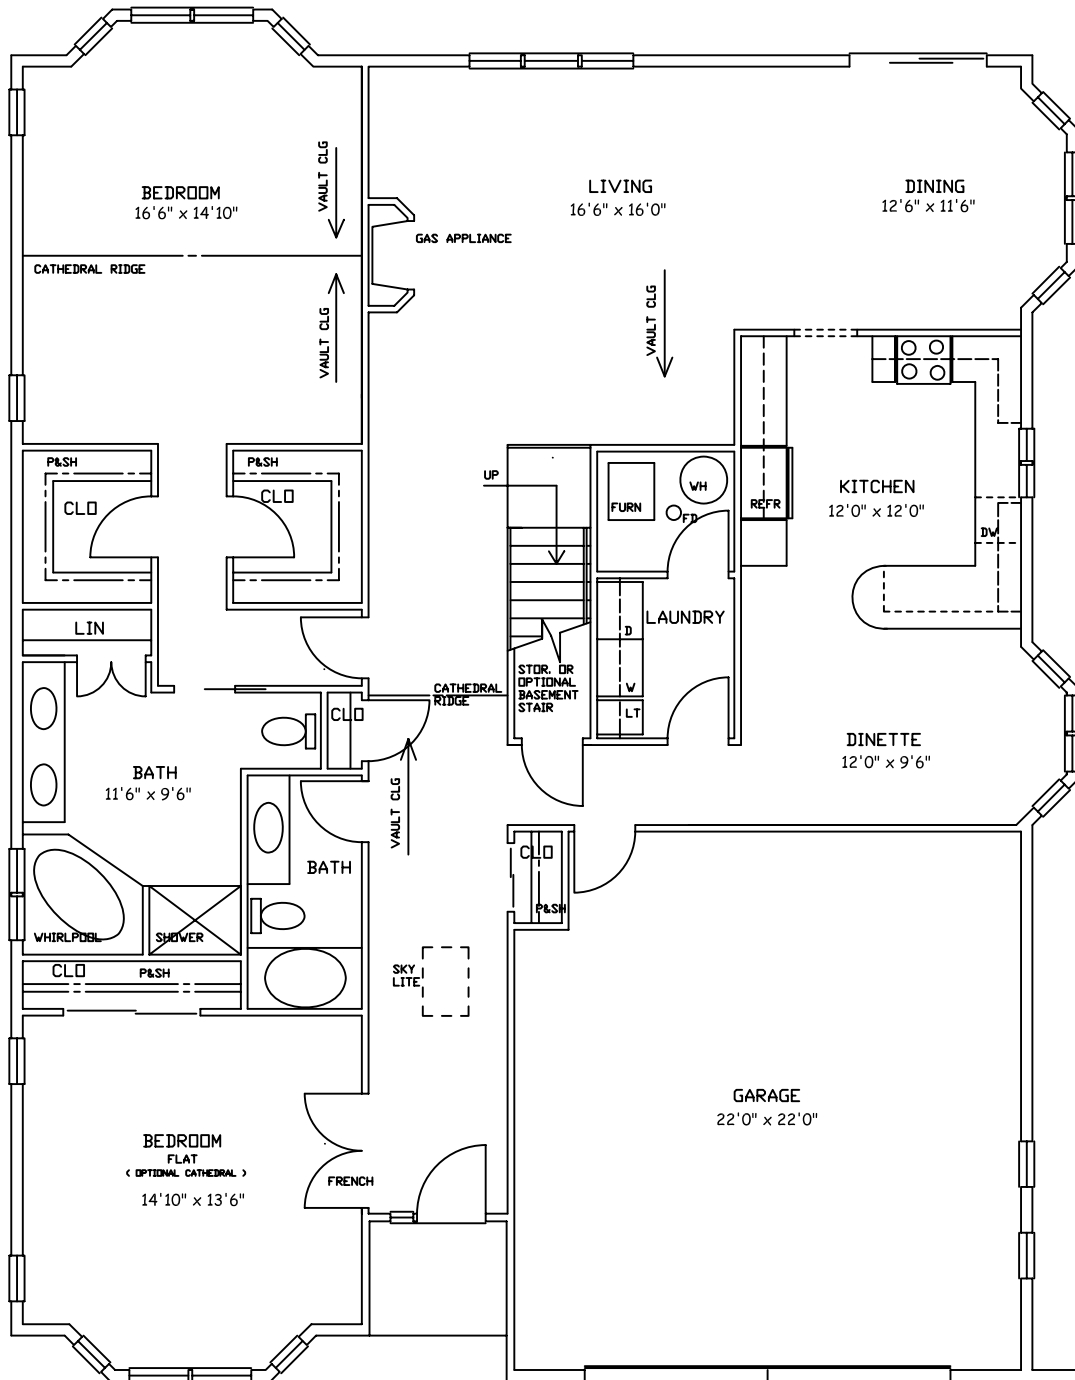 BEDROOM
16'6" x 14'10"
VAULT CLG
LIVING
16'6" x 16'0"
DINING
12'6" x 11'6"
GAS APPLIANCE
CATHEDRAL RIDGE
VAULT CLG
VAULT CLG
P&SH
CLO
P&SH
CLO
UP
FURN
WH
FD
REFR
KITCHEN
12'0" x 12'0"
DW
LIN
LAUNDRY
D
W
LT
STOR. OR
OPTIONAL
BASEMENT
STAIR
CATHEDRAL
RIDGE
CLO
DINETTE
12'0" x 9'6"
BATH
11'6" x 9'6"
VAULT CLG
BATH
CLO
P&SH
WHIRLPOOL
SHOWER
CLO
P&SH
SKY
LITE
GARAGE
22'0" x 22'0"
BEDROOM
FLAT
( OPTIONAL CATHEDRAL )
14'10" x 13'6"
FRENCH